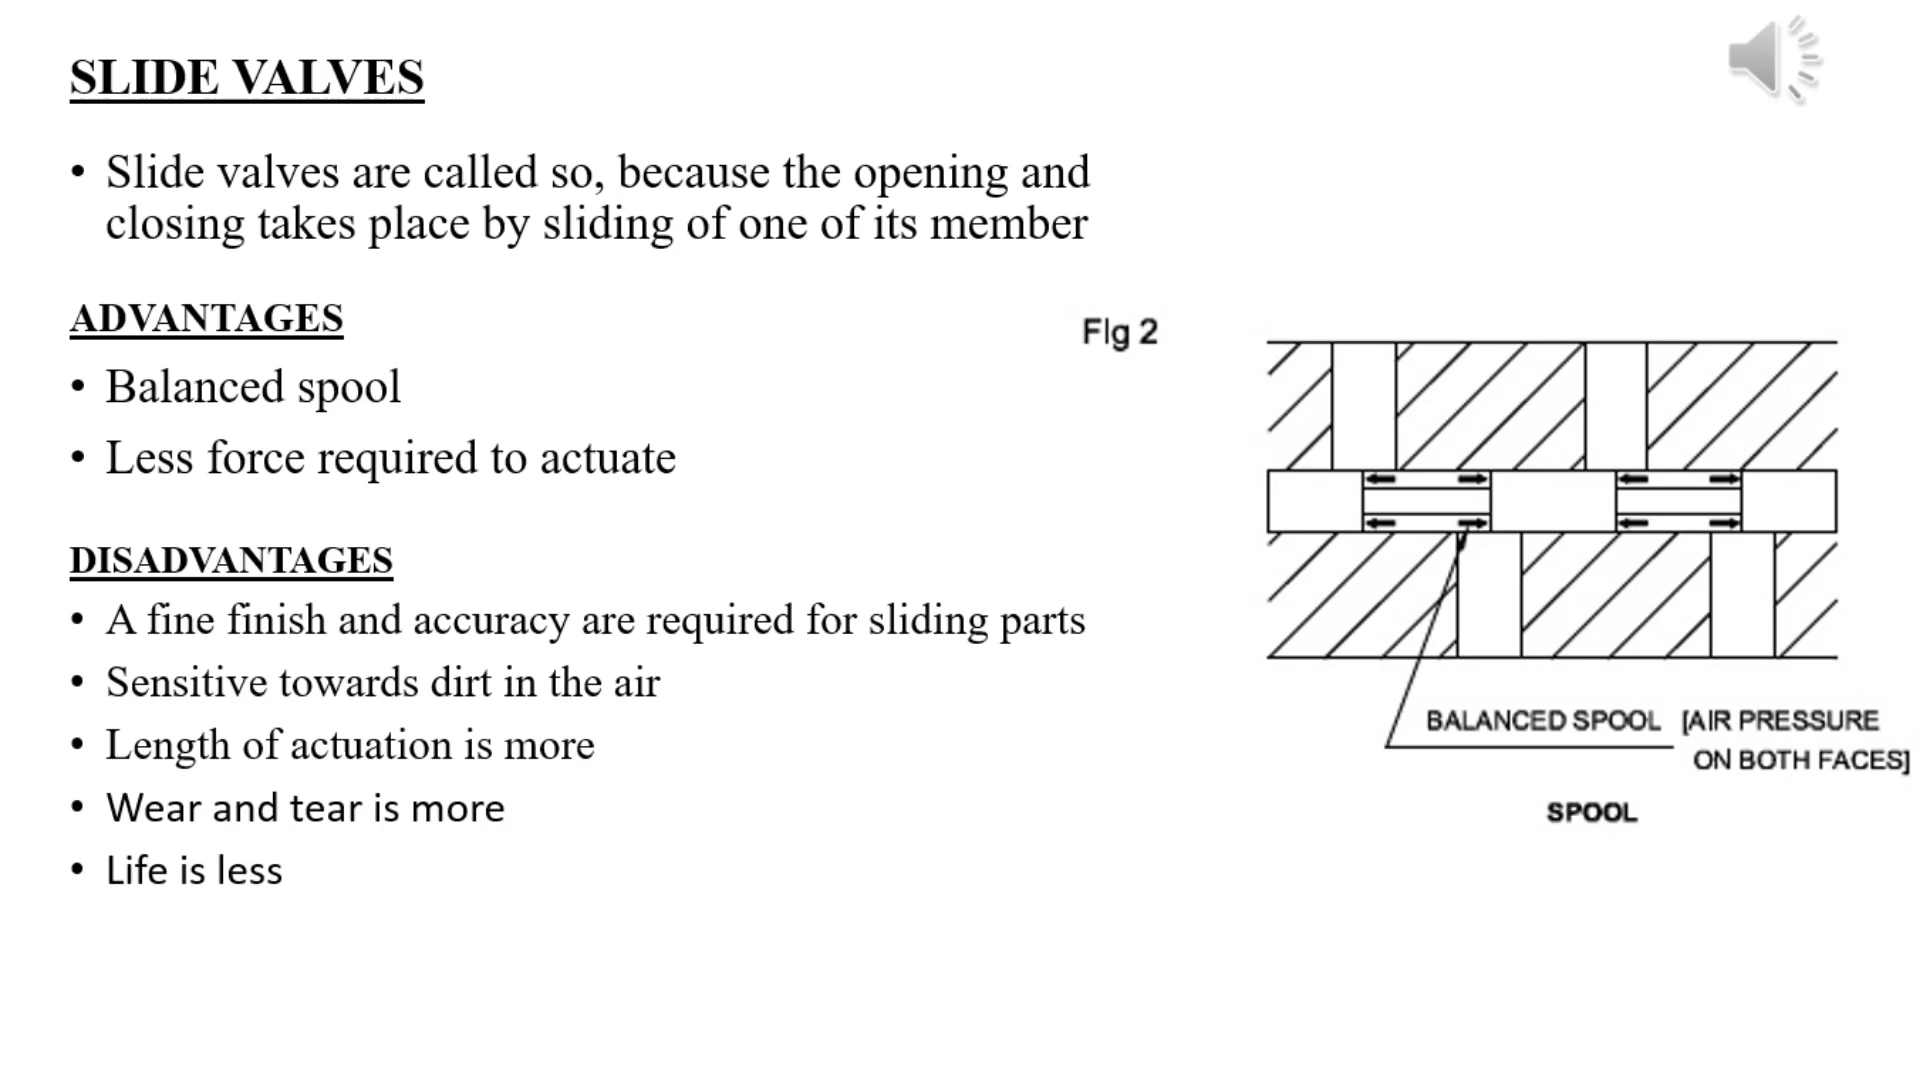 SLIDE VALVES
• Slide valves are called so, because the opening and
closing takes place by sliding of one of its member
ADVANTAGES
• Balanced spool
• Less force required to actuate
DISADVANTAGES
• A fine finish and accuracy are required for sliding parts
• Sensitive towards dirt in the air
• Length of actuation is more
• Wear and tear is more
• Life is less
Fig 2
BALANCED SPOOL [AIR PRESSURE
ON BOTH FACES]
SPOOL